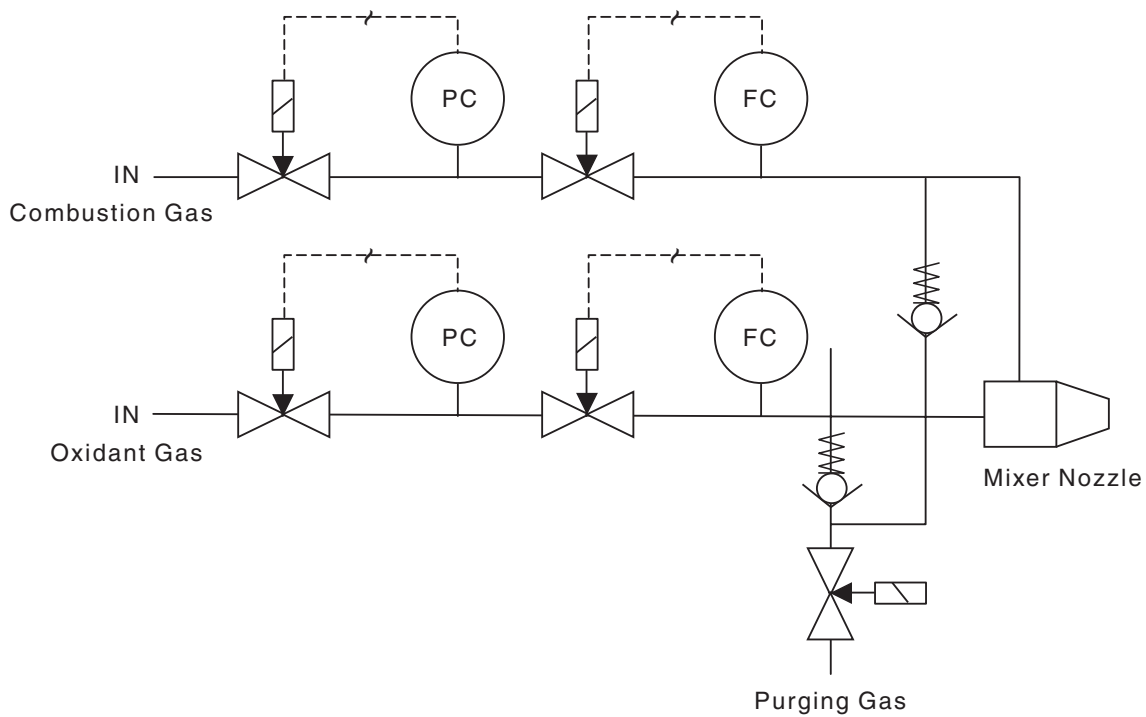 PC
FC
IN
Combustion Gas
PC
FC
IN
Oxidant Gas
Mixer Nozzle
Purging Gas